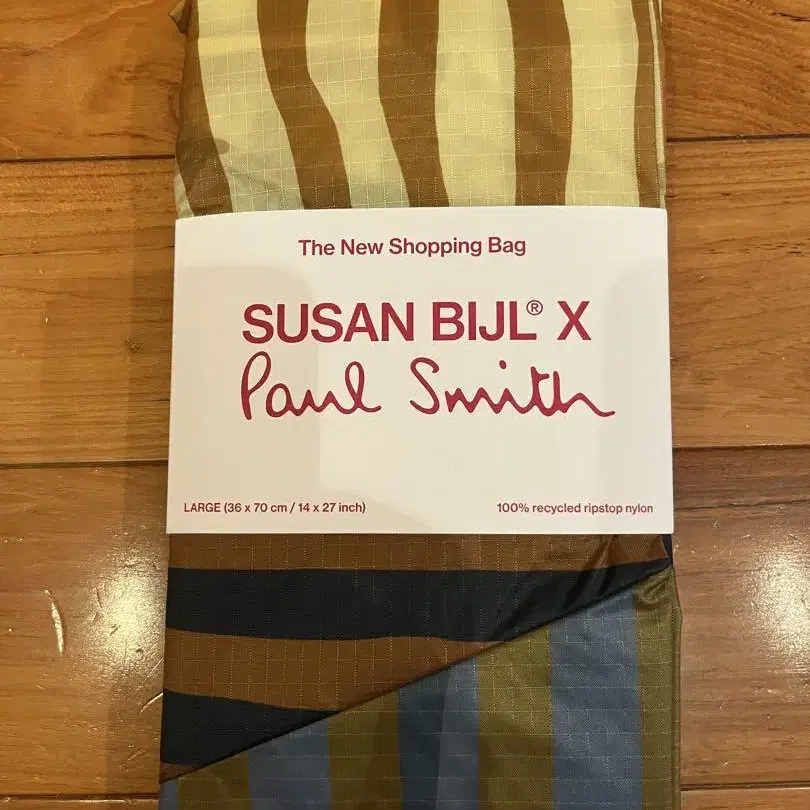 The New Shopping Bag
SUSAN BIJL® X
Paul Smith
LARGE (36 x 70 cm / 14 x 27 inch)
100% recycled ripstop nylon